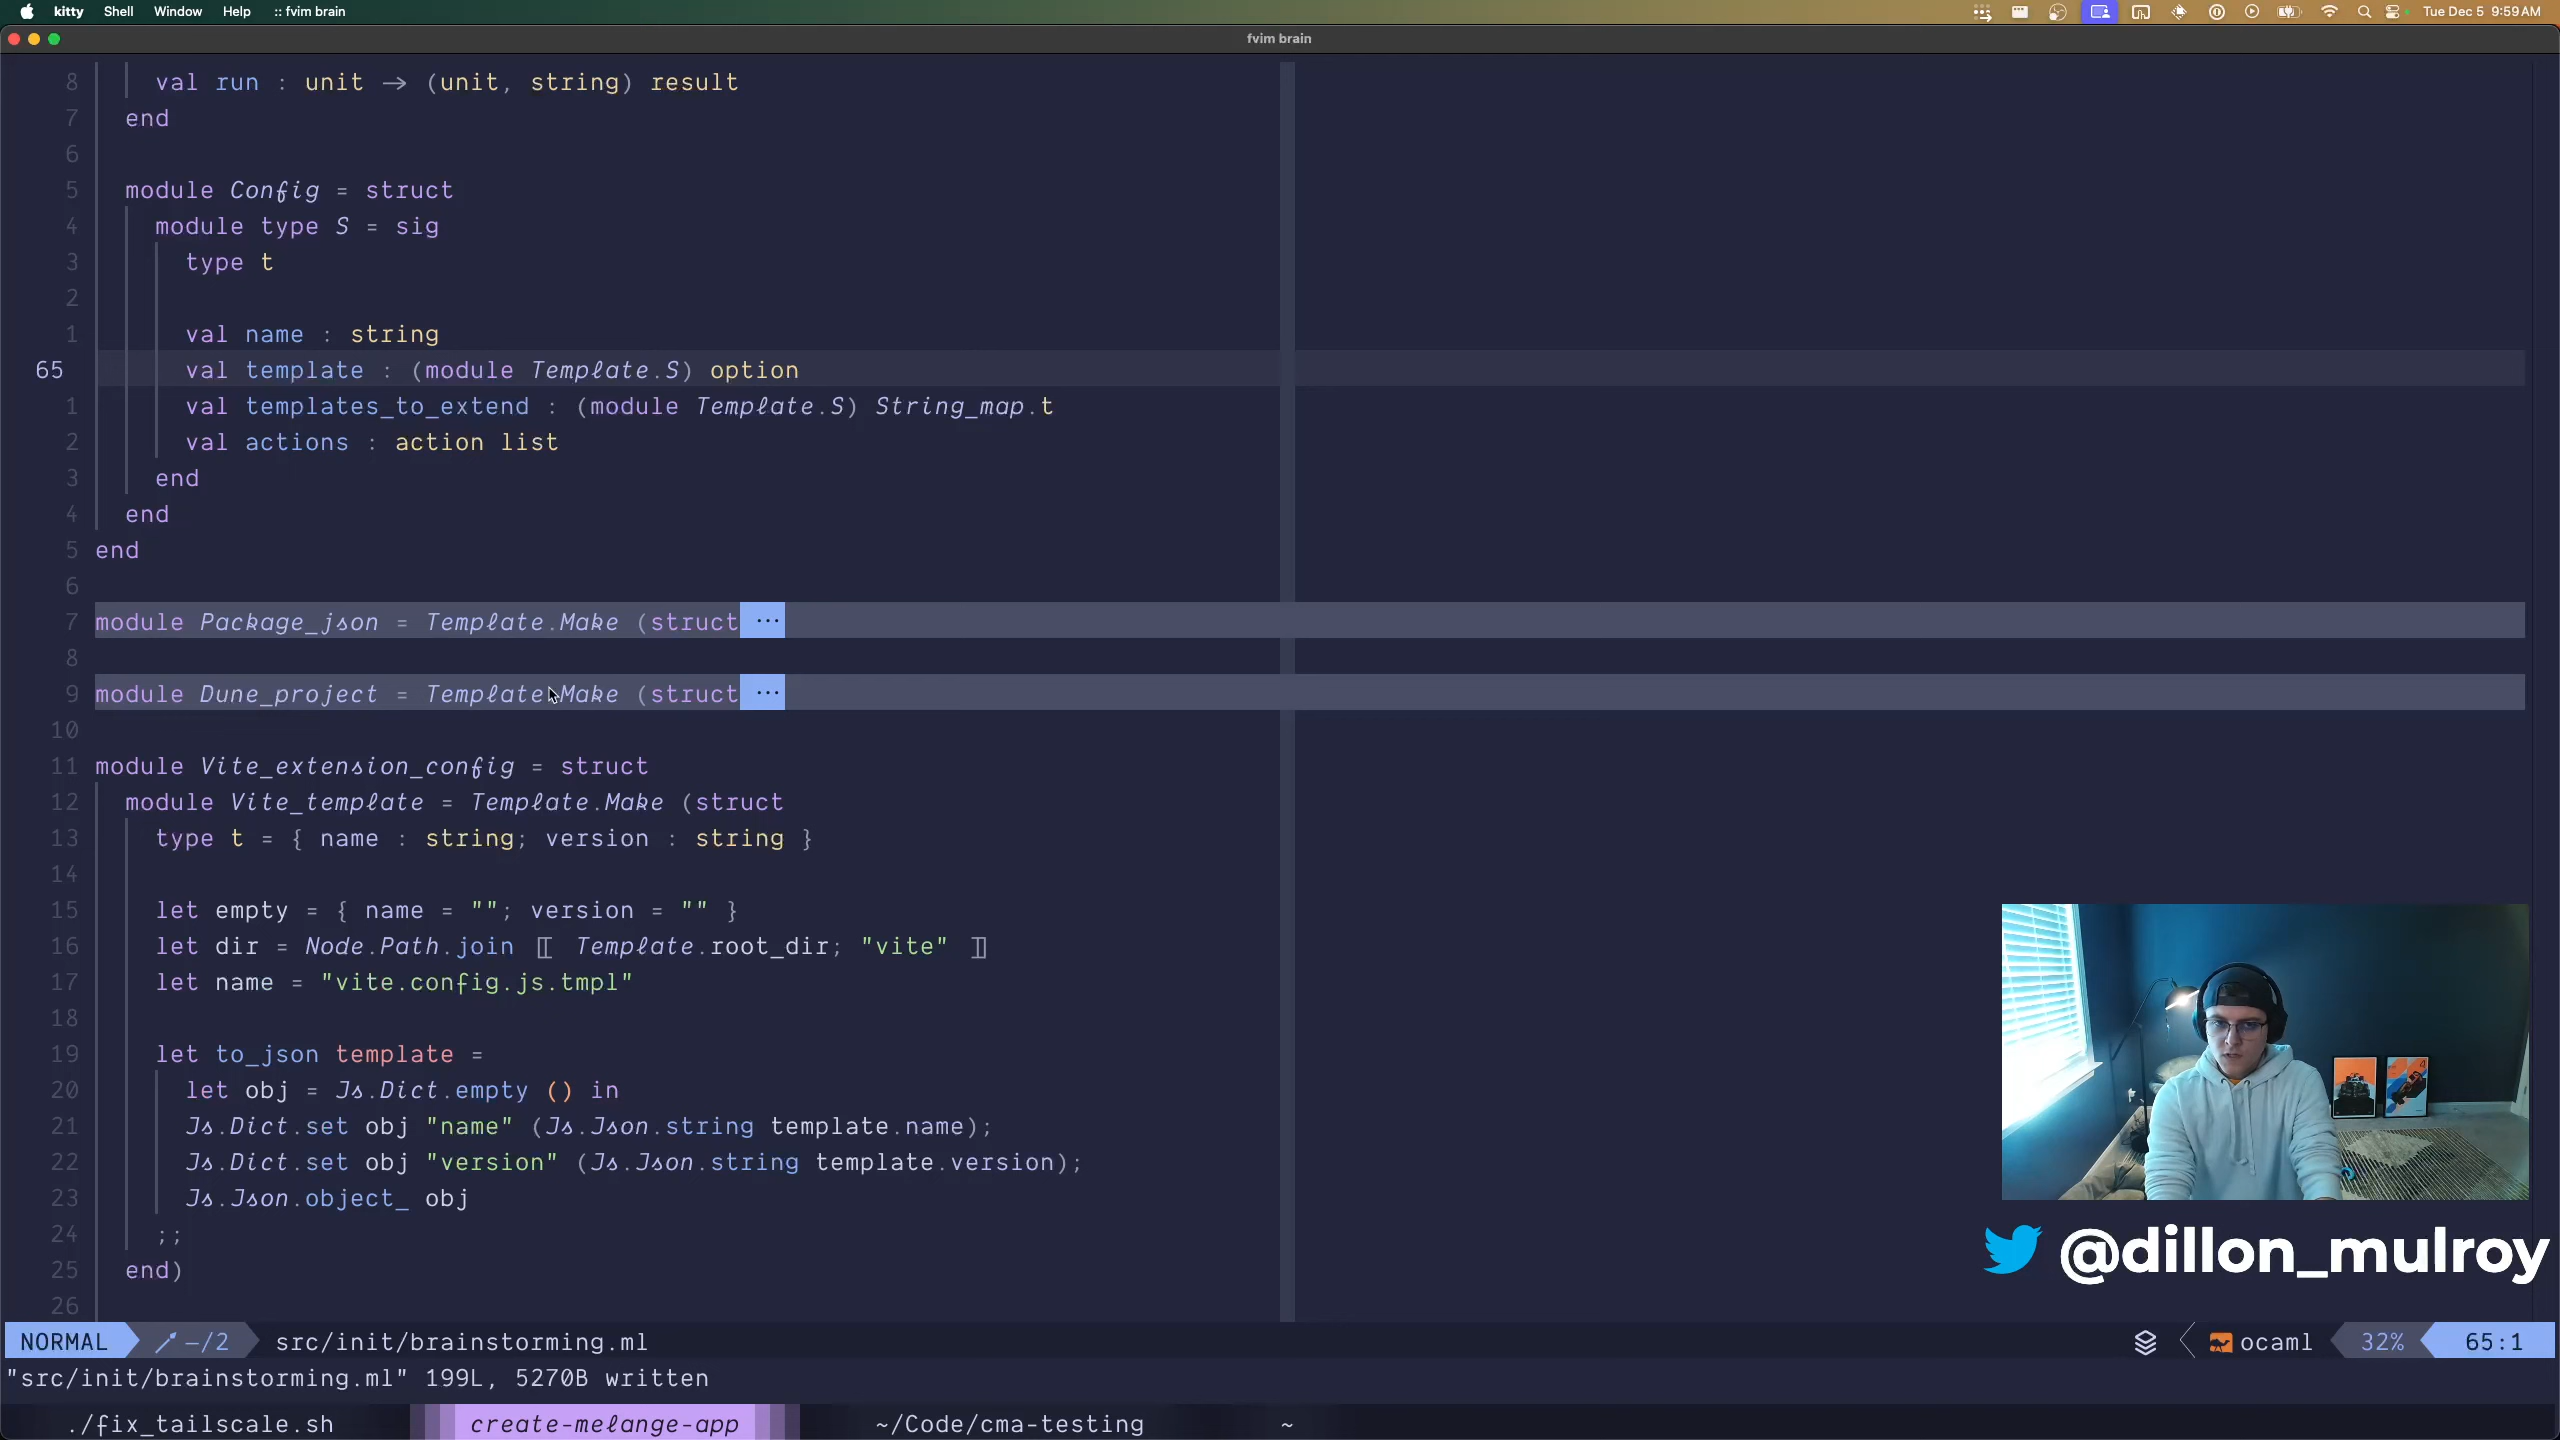 kitty Shell Window Help :: fvim brain Tue Dec 5 9:59 AM
fvim brain
8 val run : unit -> (unit, string) result
7 end
6
5 module Config = struct
4 module type S = sig
3 type t
2
1 val name : string
65 val template : (module Template.S) option
1 val templates_to_extend : (module Template.S) String_map.t
2 val actions : action list
3 end
4 end
5 end
6
7 module Package_json = Template.Make (struct ···
8
9 module Dune_project = Template.Make (struct ···
10
11 module Vite_extension_config = struct
12 module Vite_template = Template.Make (struct
13 type t = { name : string; version : string }
14
15 let empty = { name = ""; version = "" }
16 let dir = Node.Path.join [| Template.root_dir; "vite" |]
17 let name = "vite.config.js.tmpl"
18
19 let to_json template =
20 let obj = Js.Dict.empty () in
21 Js.Dict.set obj "name" (Js.Json.string template.name);
22 Js.Dict.set obj "version" (Js.Json.string template.version);
23 Js.Json.object_ obj
24 ;;
25 end)
26
@dillon_mulroy
NORMAL –/2 src/init/brainstorming.ml ocaml 32% 65:1
"src/init/brainstorming.ml" 199L, 5270B written
./fix_tailscale.sh create-melange-app ~/Code/cma-testing ~